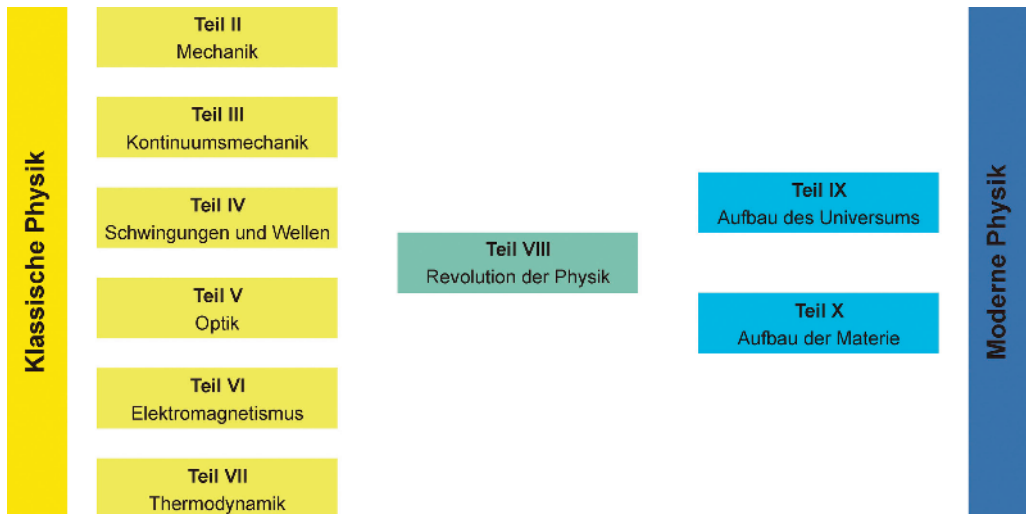 Klassische Physik
Teil II
Mechanik
Teil III
Kontinuumsmechanik
Teil IV
Schwingungen und Wellen
Teil V
Optik
Teil VI
Elektromagnetismus
Teil VII
Thermodynamik
Teil VIII
Revolution der Physik
Teil IX
Aufbau des Universums
Teil X
Aufbau der Materie
Moderne Physik